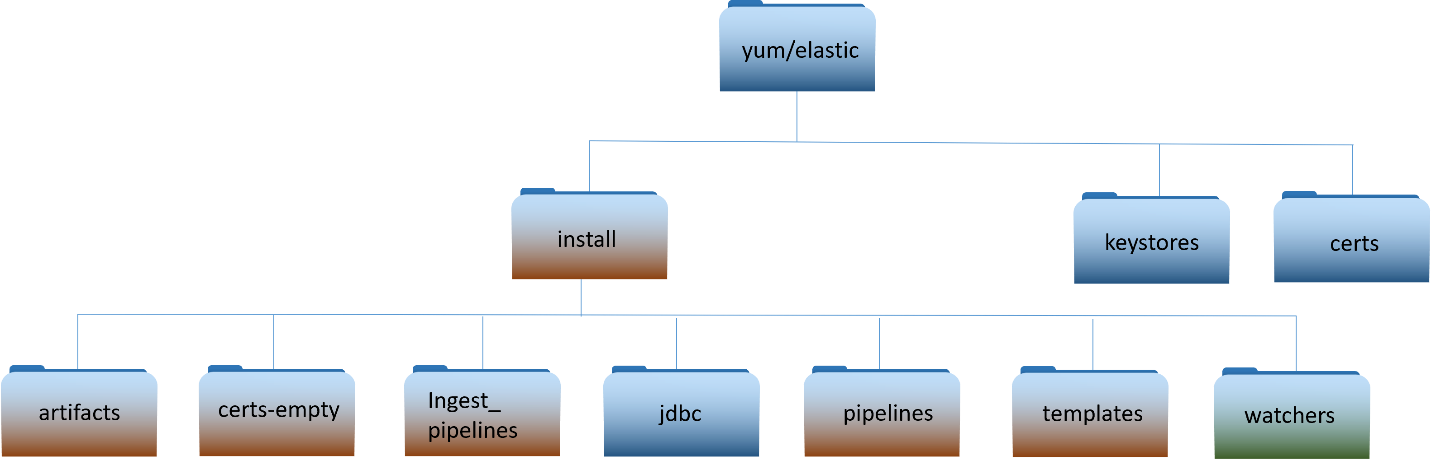 yum/elastic
install
keystores
certs
artifacts
certs-empty
Ingest_
pipelines
jdbc
pipelines
templates
watchers